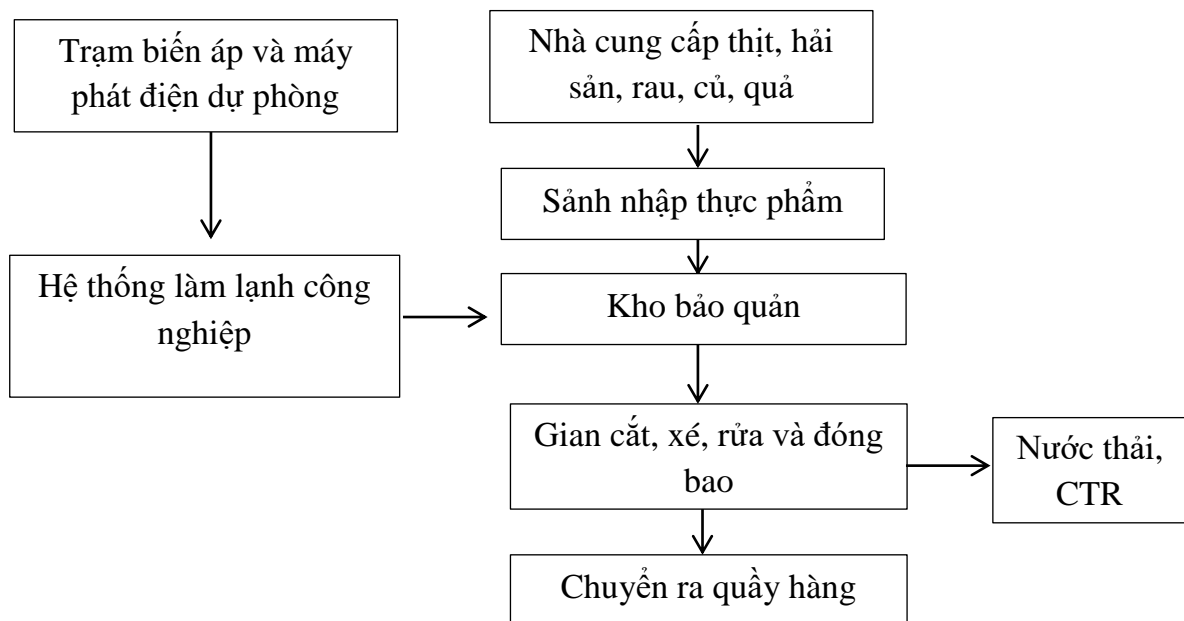 Trạm biến áp và máy
phát điện dự phòng
Nhà cung cấp thịt, hải
sản, rau, củ, quả
Sảnh nhập thực phẩm
Hệ thống làm lạnh công
nghiệp
Kho bảo quản
Gian cắt, xé, rửa và đóng
bao
Nước thải,
CTR
Chuyển ra quầy hàng